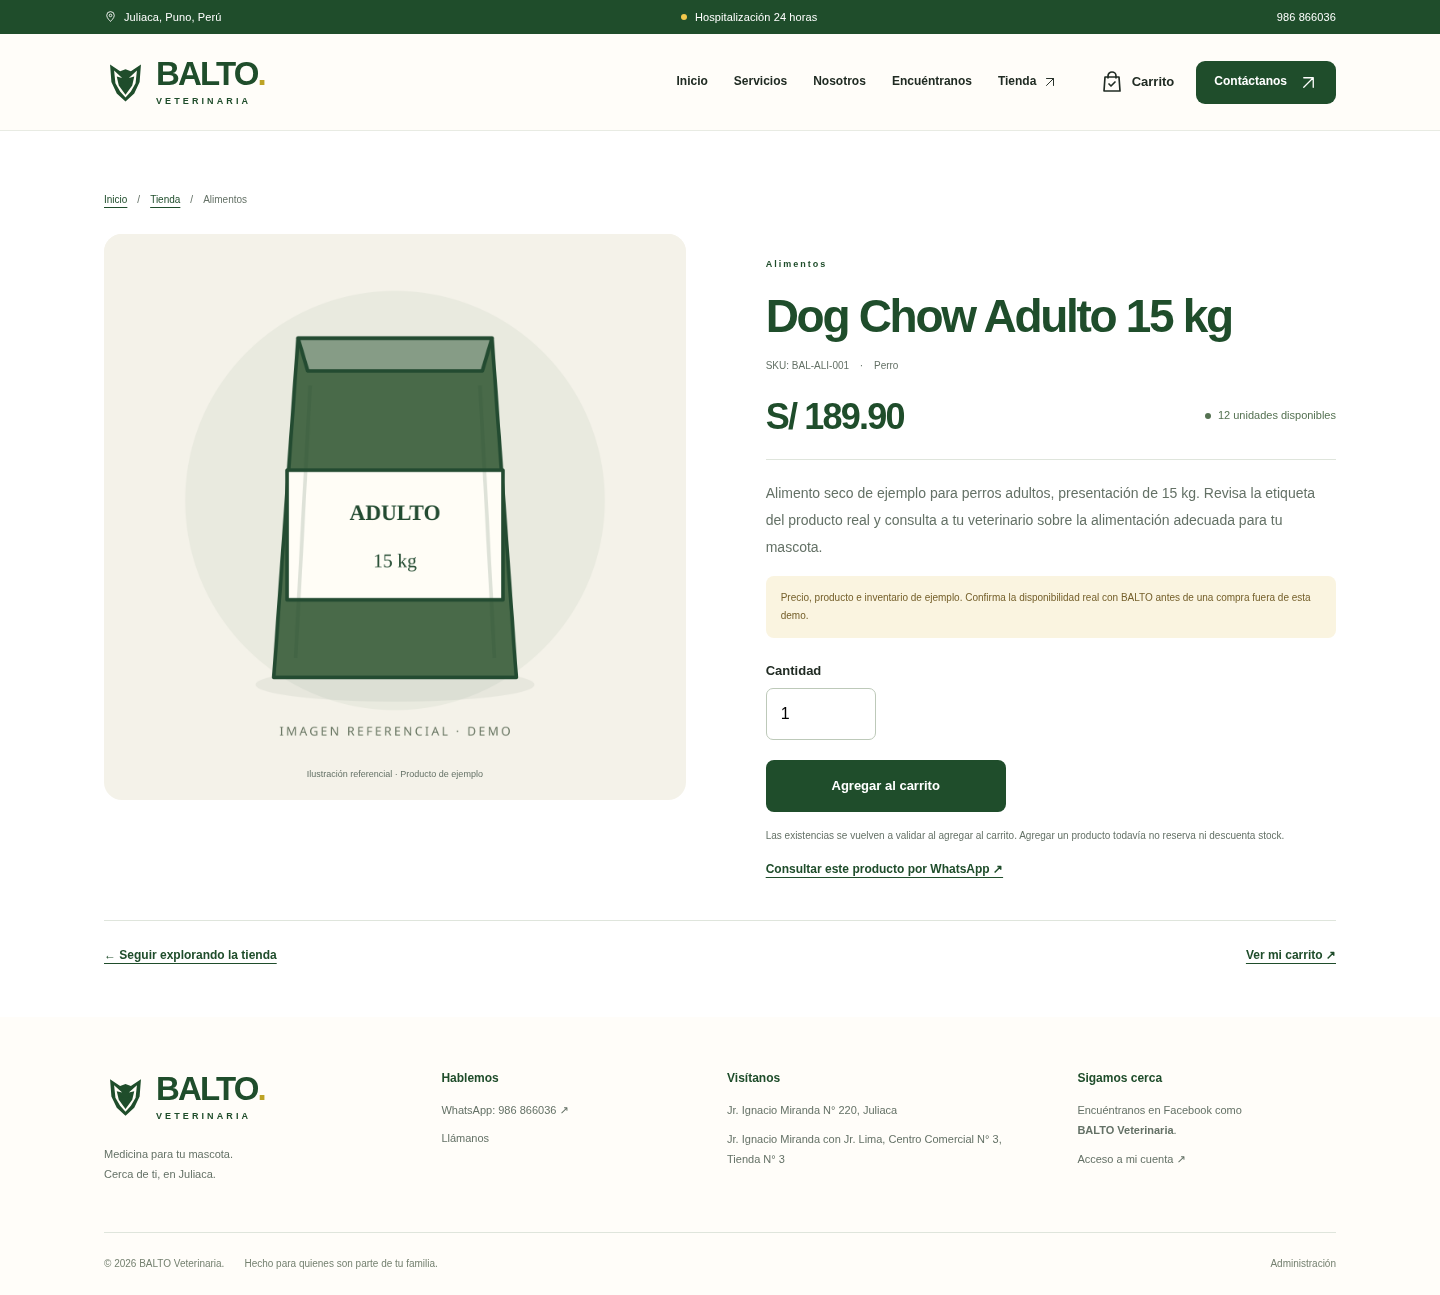 Juliaca, Puno, Perú
Hospitalización 24 horas
986 866036
BALTO.
VETERINARIA
Inicio
Servicios
Nosotros
Encuéntranos
Tienda
Carrito
Contáctanos
Inicio / Tienda / Alimentos
ADULTO
15 kg
IMAGEN REFERENCIAL · DEMO
Ilustración referencial · Producto de ejemplo
Alimentos
Dog Chow Adulto 15 kg
SKU: BAL-ALI-001 · Perro
S/ 189.90
12 unidades disponibles
Alimento seco de ejemplo para perros adultos, presentación de 15 kg. Revisa la etiqueta
del producto real y consulta a tu veterinario sobre la alimentación adecuada para tu
mascota.
Precio, producto e inventario de ejemplo. Confirma la disponibilidad real con BALTO antes de una compra fuera de esta
demo.
Cantidad
1
Agregar al carrito
Las existencias se vuelven a validar al agregar al carrito. Agregar un producto todavía no reserva ni descuenta stock.
Consultar este producto por WhatsApp ↗
← Seguir explorando la tienda
Ver mi carrito ↗
BALTO.
VETERINARIA
Medicina para tu mascota.
Cerca de ti, en Juliaca.
Hablemos
WhatsApp: 986 866036 ↗
Llámanos
Visítanos
Jr. Ignacio Miranda N° 220, Juliaca
Jr. Ignacio Miranda con Jr. Lima, Centro Comercial N° 3,
Tienda N° 3
Sigamos cerca
Encuéntranos en Facebook como
BALTO Veterinaria.
Acceso a mi cuenta ↗
© 2026 BALTO Veterinaria.
Hecho para quienes son parte de tu familia.
Administración